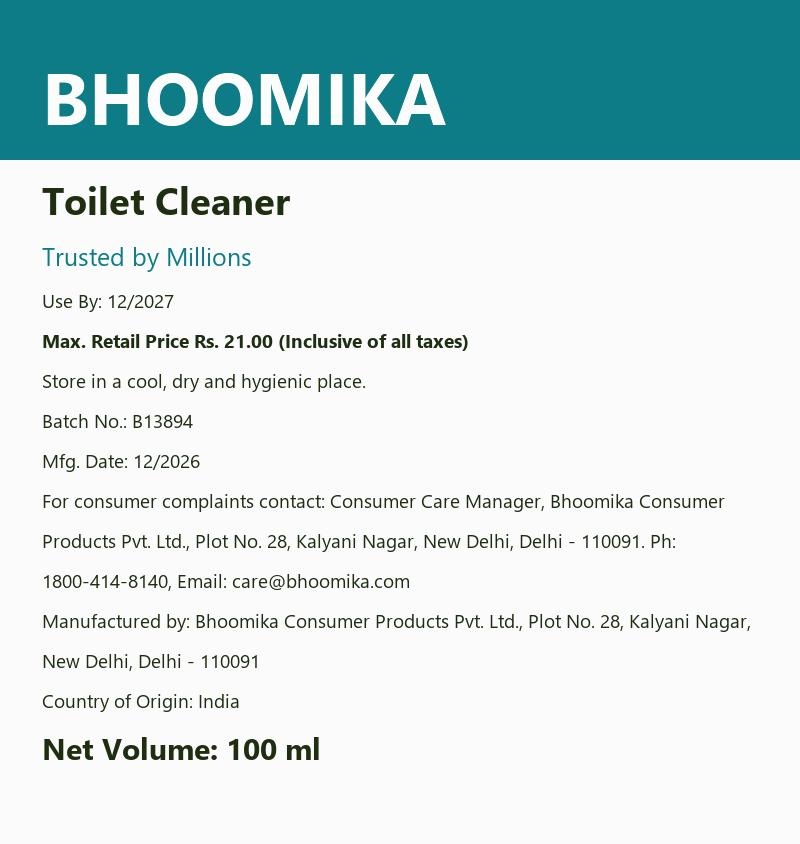 BHOOMIKA
Toilet Cleaner
Trusted by Millions
Use By: 12/2027
Max. Retail Price Rs. 21.00 (Inclusive of all taxes)
Store in a cool, dry and hygienic place.
Batch No.: B13894
Mfg. Date: 12/2026
For consumer complaints contact: Consumer Care Manager, Bhoomika Consumer
Products Pvt. Ltd., Plot No. 28, Kalyani Nagar, New Delhi, Delhi - 110091. Ph:
1800-414-8140, Email: care@bhoomika.com
Manufactured by: Bhoomika Consumer Products Pvt. Ltd., Plot No. 28, Kalyani Nagar,
New Delhi, Delhi - 110091
Country of Origin: India
Net Volume: 100 ml